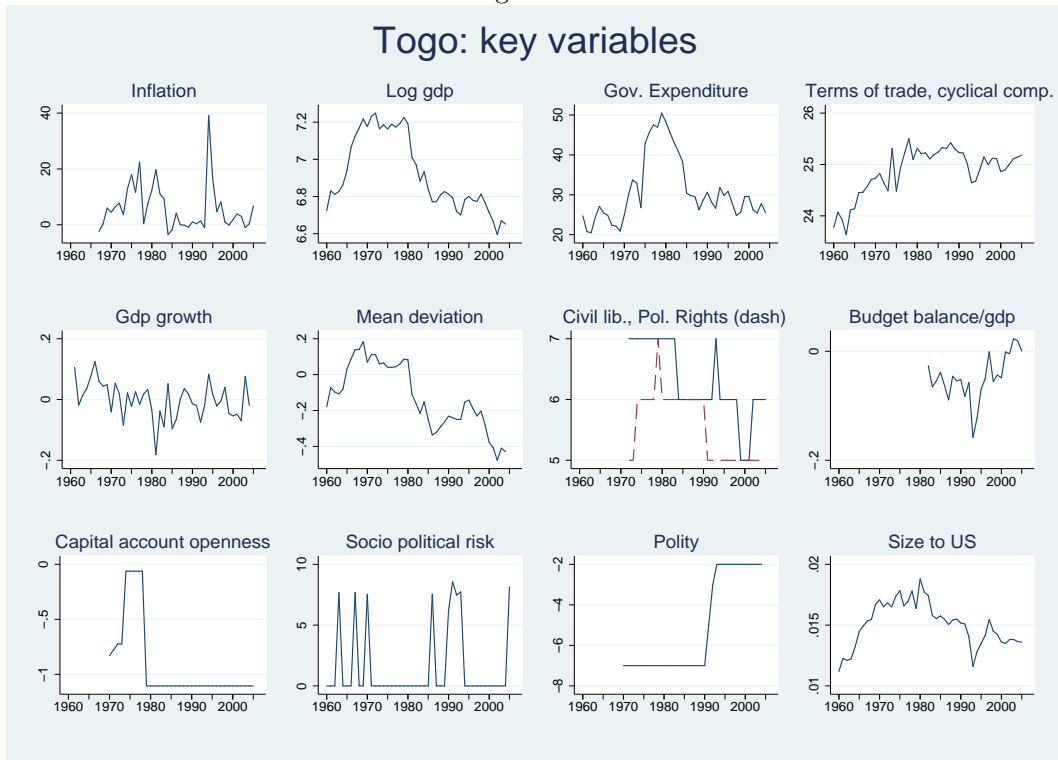 Togo: key variables
Inflation
Log gdp
Gov. Expenditure
Terms of trade, cyclical comp.
0 20 40
1960 1970 1980 1990 2000
6.6 6.8 7 7.2
1960 1970 1980 1990 2000
20 30 40 50
1960 1970 1980 1990 2000
24 25 26
1960 1970 1980 1990 2000
Gdp growth
Mean deviation
Civil lib., Pol. Rights (dash)
Budget balance/gdp
−.2 0 .2
1960 1970 1980 1990 2000
−.4 −.2 0 .2
1960 1970 1980 1990 2000
5 6 7
1960 1970 1980 1990 2000
−.2 0
1960 1970 1980 1990 2000
Capital account openness
Socio political risk
Polity
Size to US
−1 −.5 0
1960 1970 1980 1990 2000
0 5 10
1960 1970 1980 1990 2000
−8 −6 −4 −2
1960 1970 1980 1990 2000
.01 .015 .02
1960 1970 1980 1990 2000